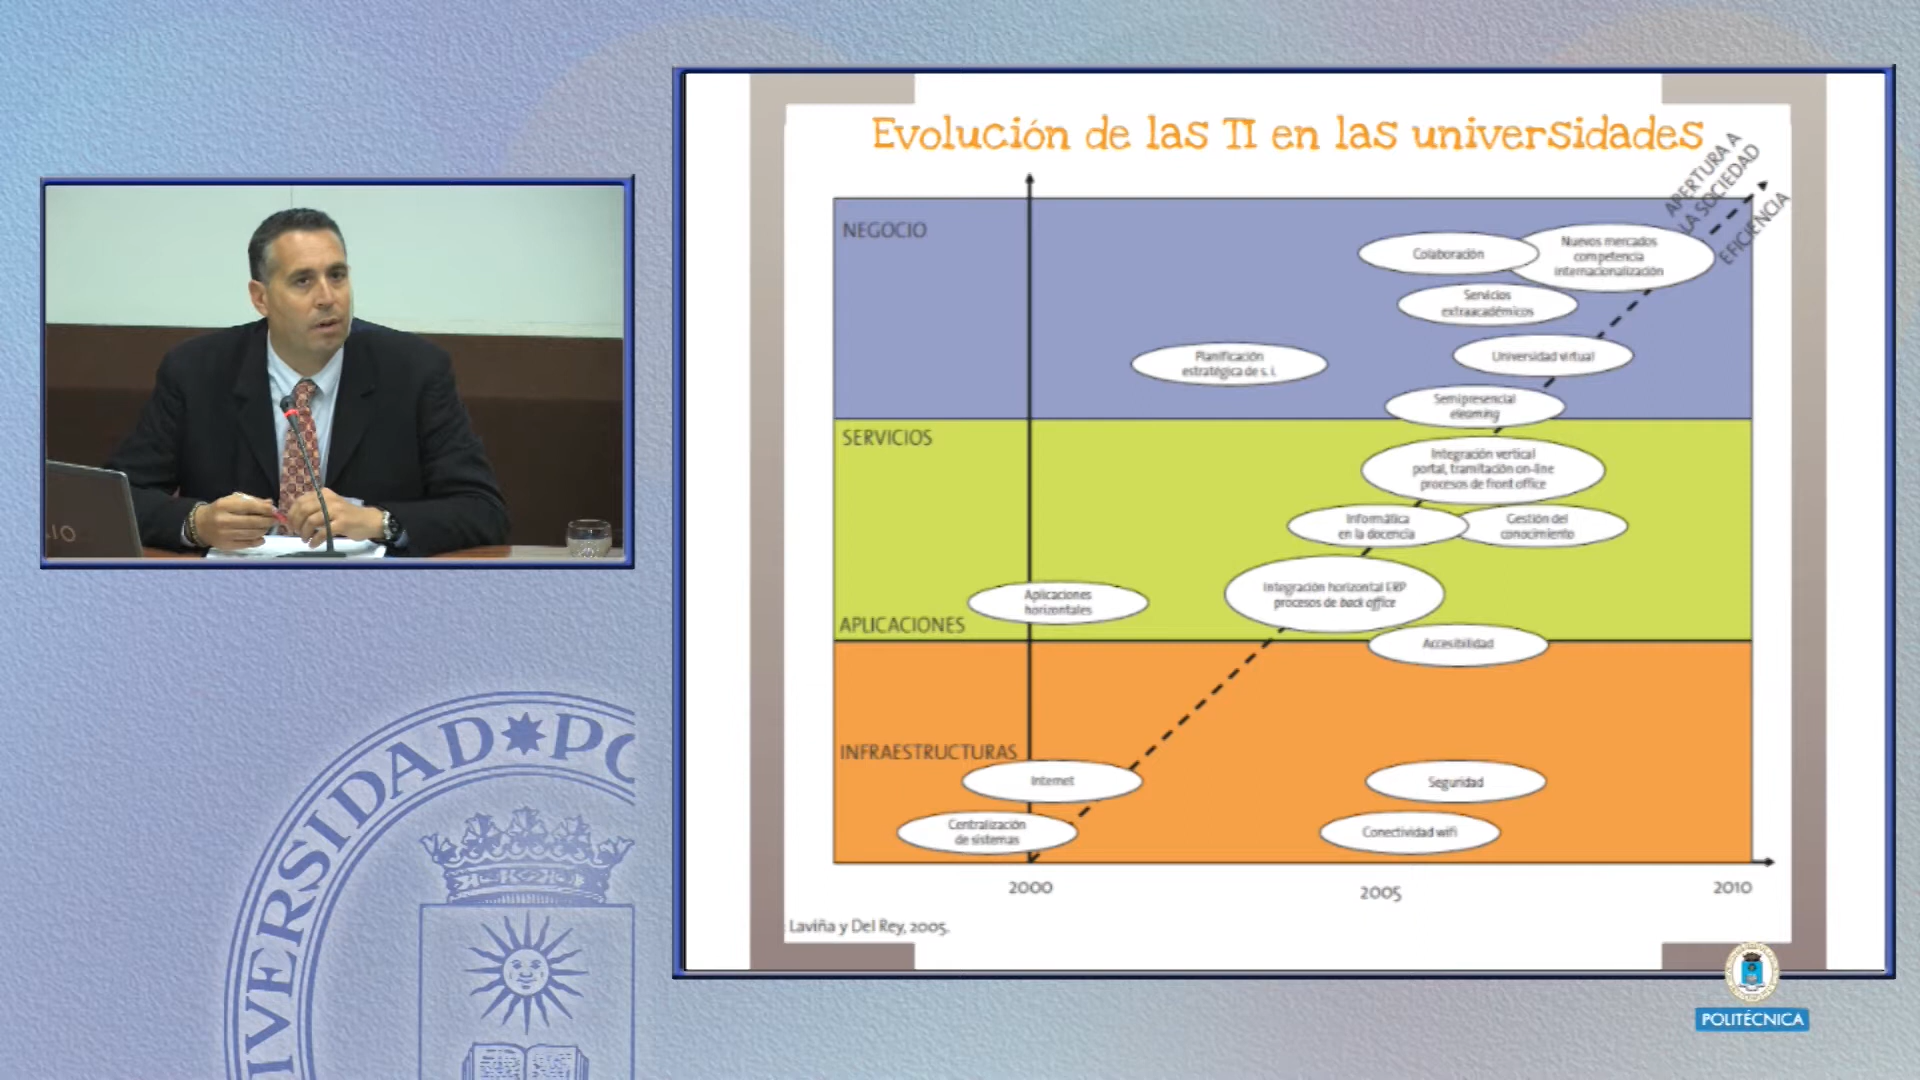 Evolución de las TI en las universidades
APERTURA A
LA SOCIEDAD
EFICIENCIA
NEGOCIO
Colaboración
Nuevos mercados
competencia
internacionalización
Servicios
extraacadémicos
Planificación
estratégica de s. i.
Universidad virtual
Semipresencial
elearning
SERVICIOS
Integración vertical
portal, tramitación on-line
procesos de front office
Informática
en la docencia
Gestión del
conocimiento
Aplicaciones
horizontales
Integración horizontal ERP
procesos de back office
APLICACIONES
Accesibilidad
INFRAESTRUCTURAS
Internet
Seguridad
Centralización
de sistemas
Conectividad wifi
2000
2005
2010
Laviña y Del Rey, 2005.
POLITÉCNICA
IVERSIDAD PO